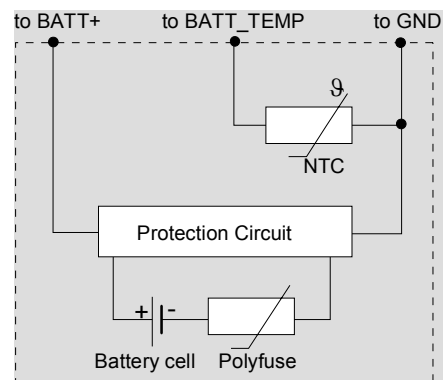 to BATT+ to BATT_TEMP to GND
ϑ
NTC
Protection Circuit
+ -
Battery cell Polyfuse